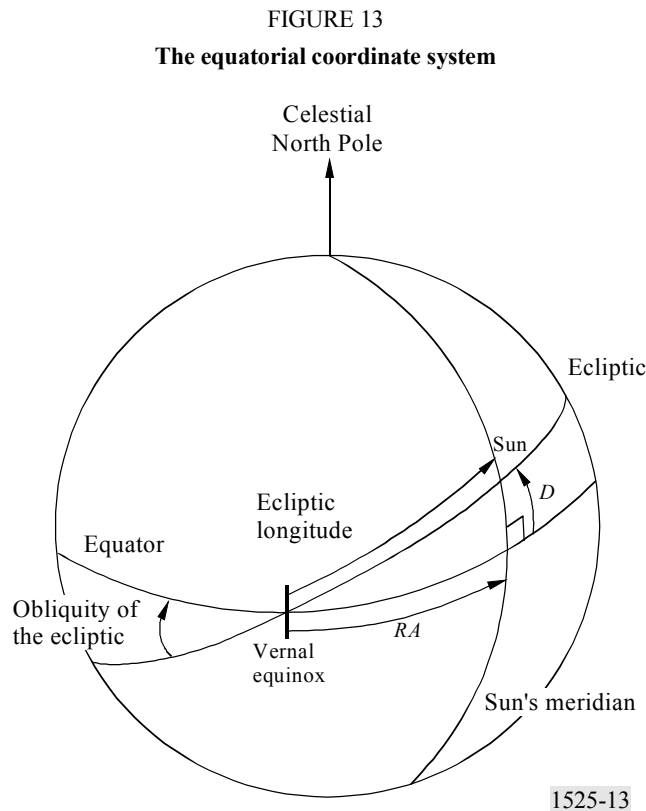 FIGURE 13
The equatorial coordinate system
Celestial
North Pole
Ecliptic
Sun
D
Ecliptic
longitude
Equator
Obliquity of
the ecliptic
RA
Vernal
equinox
Sun's meridian
1525-13